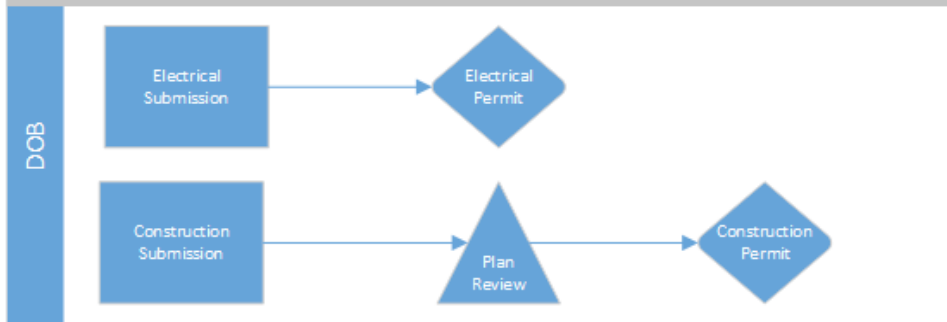 DOB
Electrical
Submission
Electrical
Permit
Construction
Submission
Plan
Review
Construction
Permit